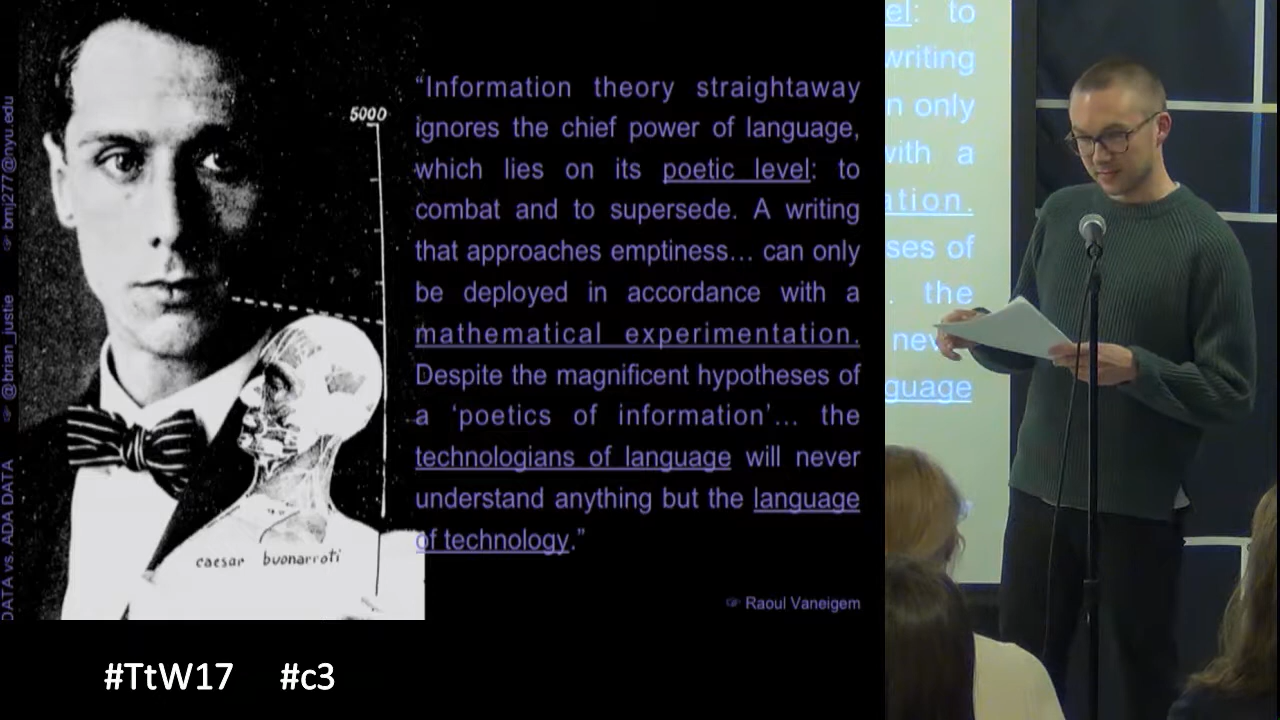 DATA vs. ADA DATA ☞ @brian_justie ☞ bmj277@nyu.edu
5000
caesar buonarroti
“Information theory straightaway
ignores the chief power of language,
which lies on its poetic level: to
combat and to supersede. A writing
that approaches emptiness… can only
be deployed in accordance with a
mathematical experimentation.
Despite the magnificent hypotheses of
a ‘poetics of information’… the
technologians of language will never
understand anything but the language
of technology.”
☞ Raoul Vaneigem
#TtW17 #c3
el: to
writing
n only
with a
ation.
ses of
. the
guage